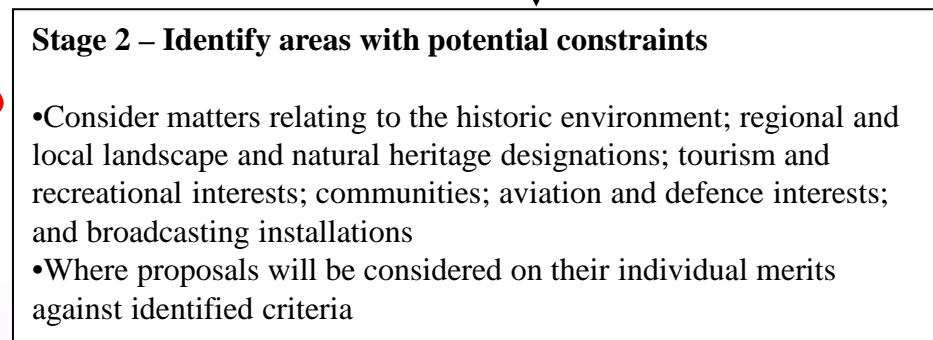 Stage 2 – Identify areas with potential constraints
•Consider matters relating to the historic environment; regional and
local landscape and natural heritage designations; tourism and
recreational interests; communities; aviation and defence interests;
and broadcasting installations
•Where proposals will be considered on their individual merits
against identified criteria